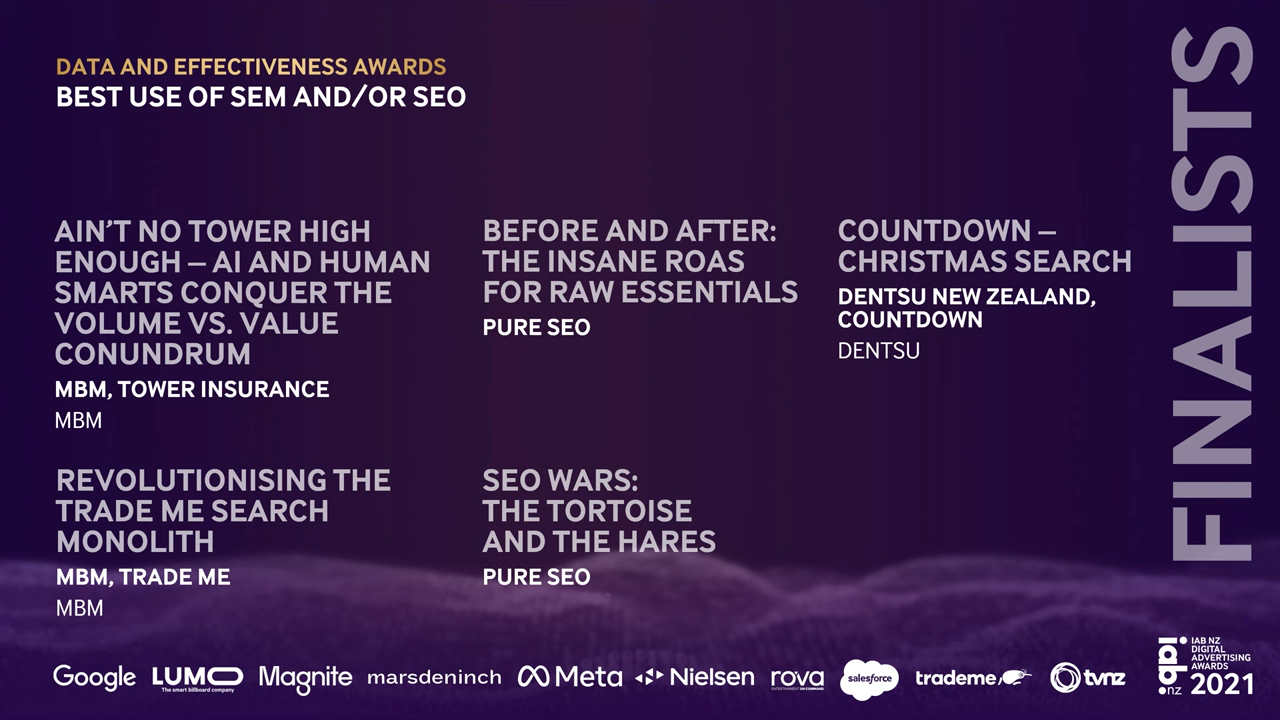 DATA AND EFFECTIVENESS AWARDS
BEST USE OF SEM AND/OR SEO
AIN'T NO TOWER HIGH
ENOUGH – AI AND HUMAN
SMARTS CONQUER THE
VOLUME VS. VALUE
CONUNDRUM
MBM, TOWER INSURANCE
MBM
BEFORE AND AFTER:
THE INSANE ROAS
FOR RAW ESSENTIALS
PURE SEO
COUNTDOWN –
CHRISTMAS SEARCH
DENTSU NEW ZEALAND,
COUNTDOWN
DENTSU
REVOLUTIONISING THE
TRADE ME SEARCH
MONOLITH
MBM, TRADE ME
MBM
SEO WARS:
THE TORTOISE
AND THE HARES
PURE SEO
FINALISTS
Google
LUMO
The smart billboard company
Magnite
marsdeninch
Meta
Nielsen
rova
ENTERTAINMENT ON COMMAND
salesforce
trademe
tvnz
iab.
nz
IAB NZ
DIGITAL
ADVERTISING
AWARDS
2021